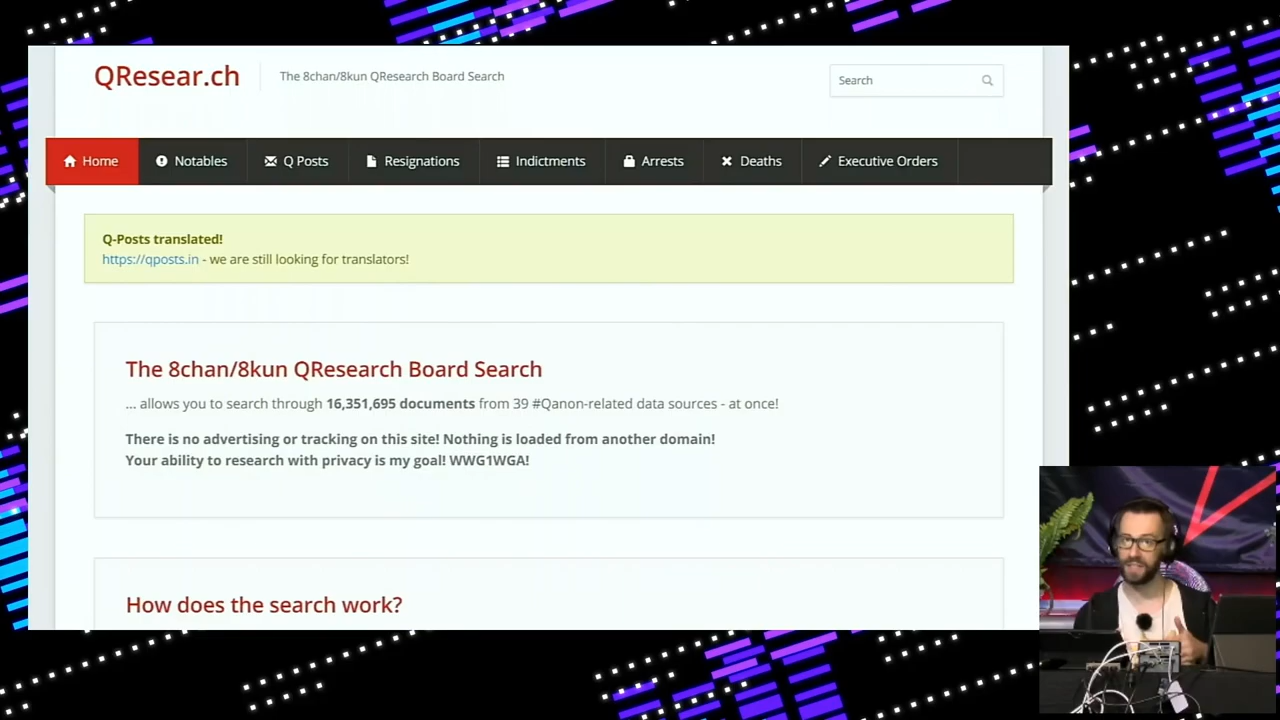 QResear.ch
The 8chan/8kun QResearch Board Search
Search
Home
Notables
Q Posts
Resignations
Indictments
Arrests
Deaths
Executive Orders
Q-Posts translated!
https://qposts.in - we are still looking for translators!
The 8chan/8kun QResearch Board Search
... allows you to search through 16,351,695 documents from 39 #Qanon-related data sources - at once!
There is no advertising or tracking on this site! Nothing is loaded from another domain!
Your ability to research with privacy is my goal! WWG1WGA!
How does the search work?